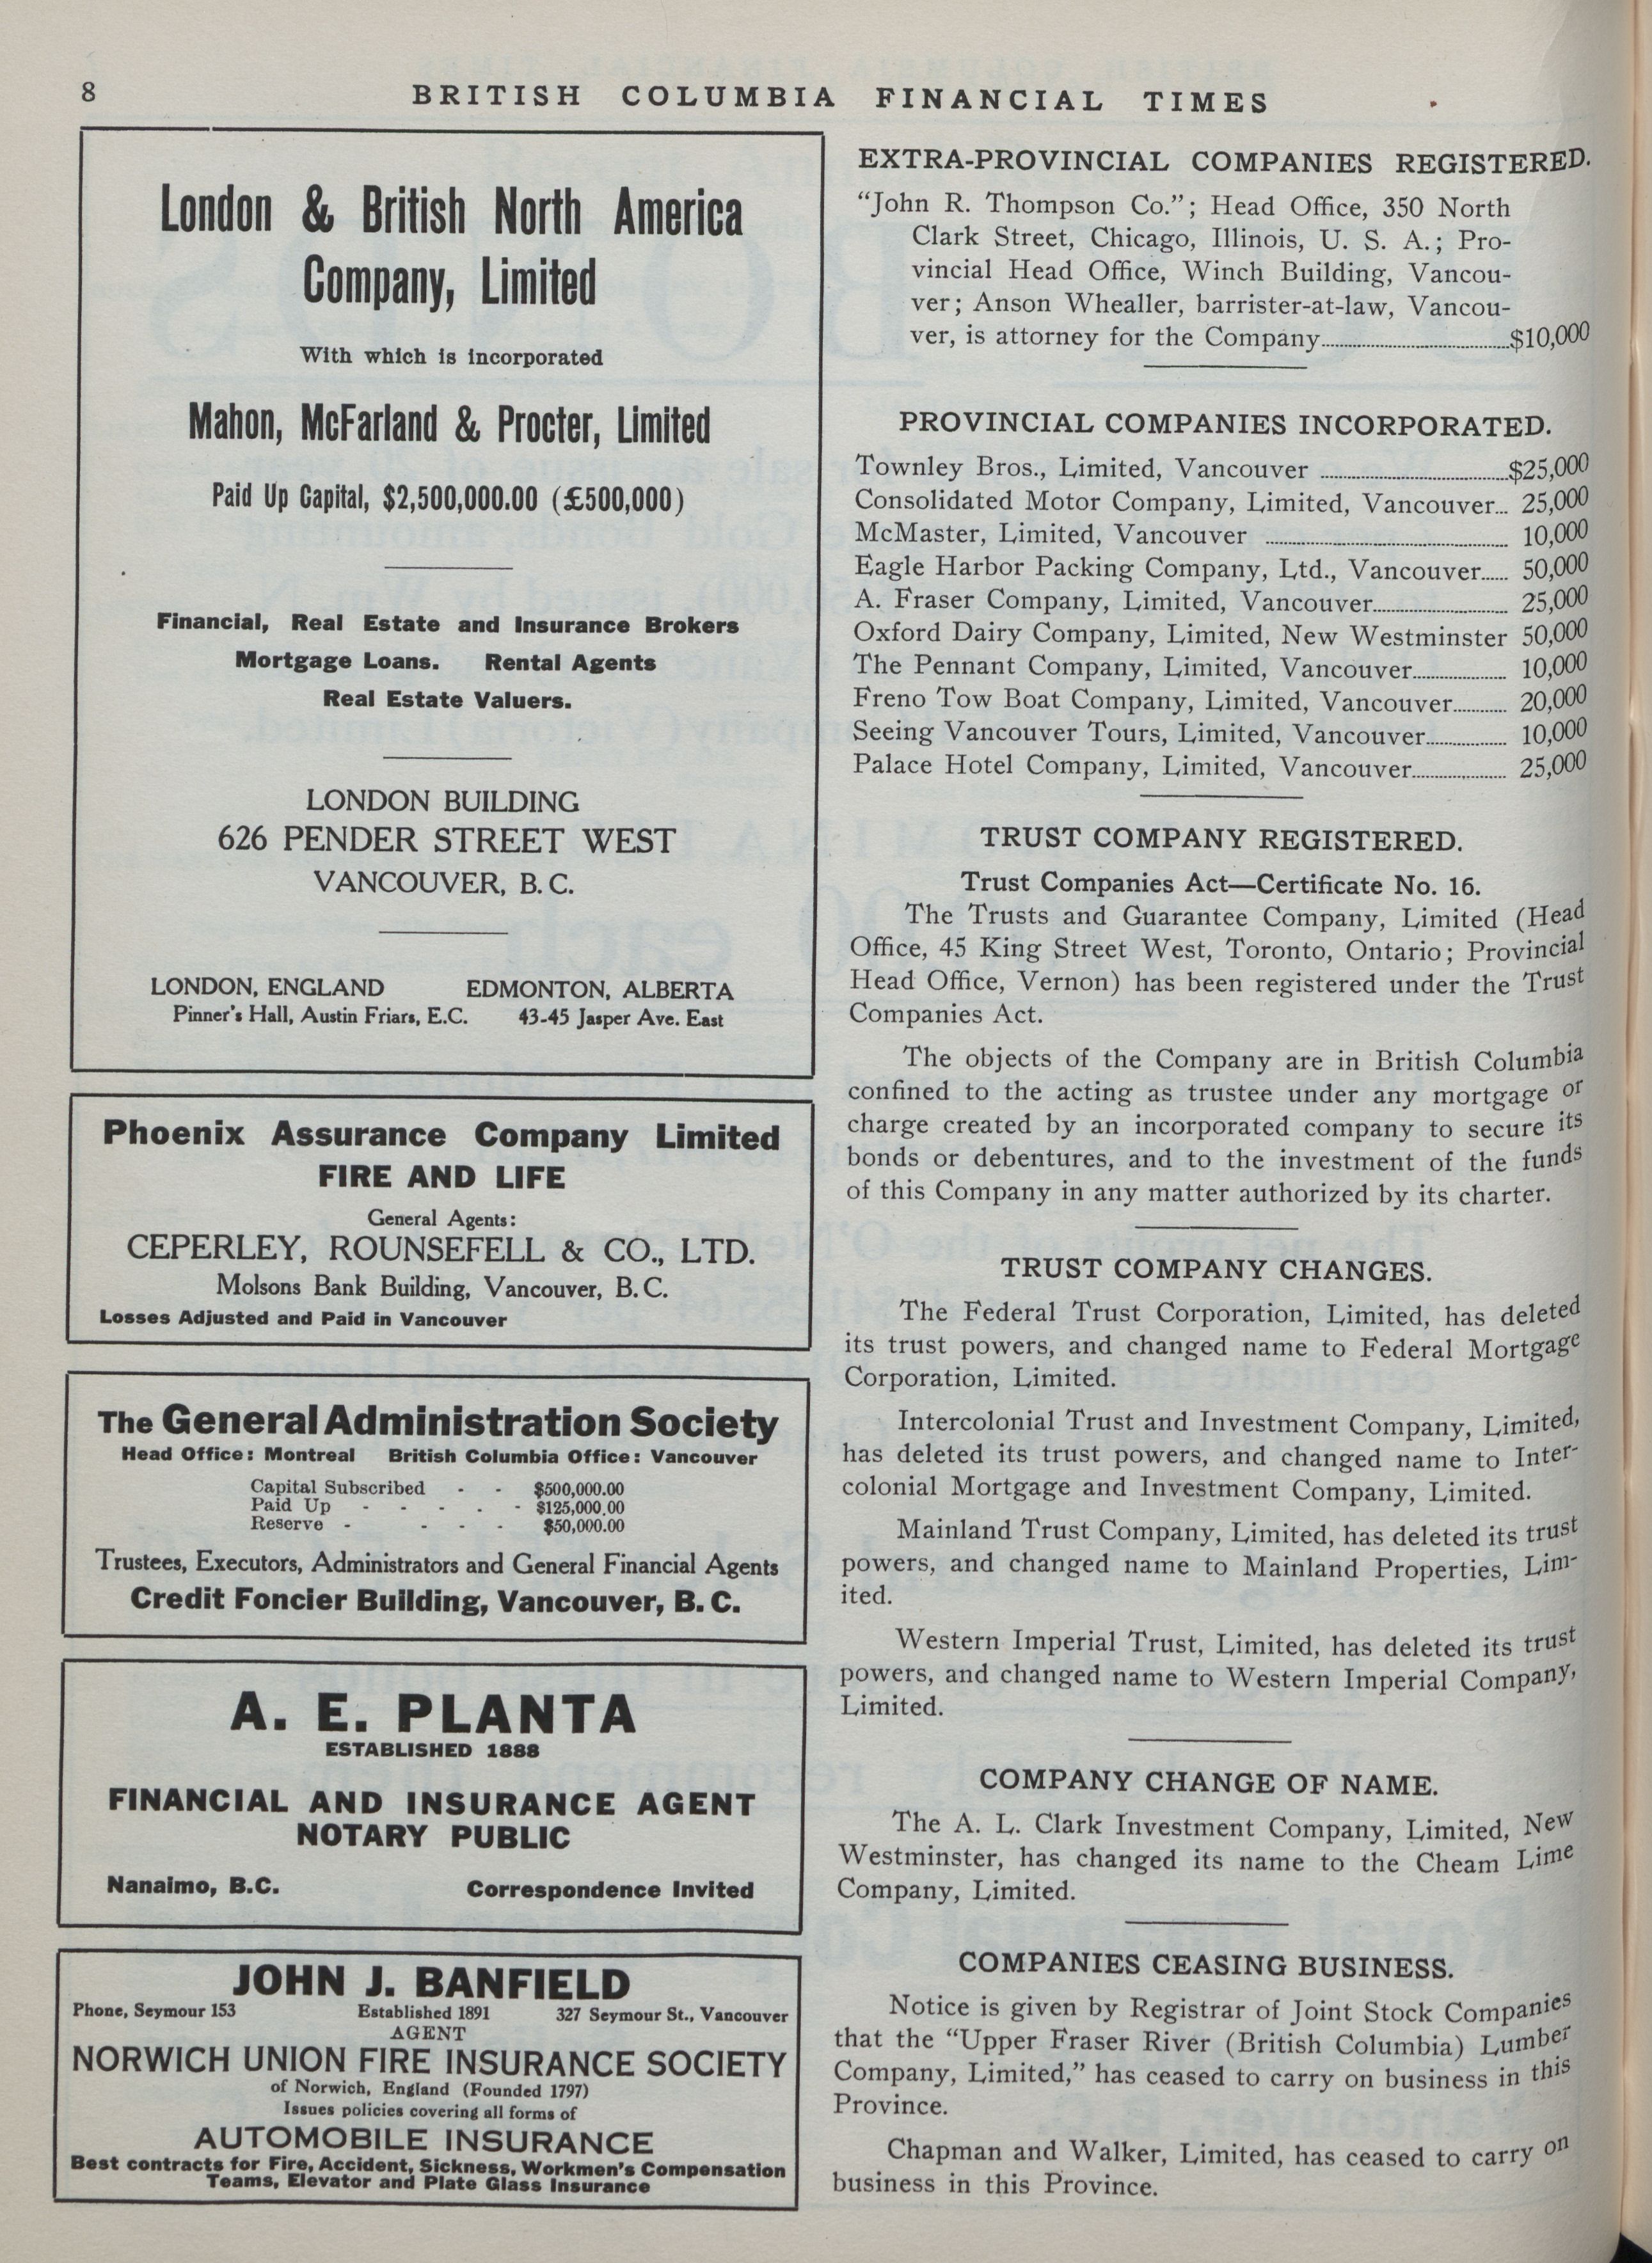 8
BRITISH COLUMBIA FINANCIAL TIMES
London & British North America
Company, Limited
With which is incorporated
Mahon, McFarland & Procter, Limited
Paid Up Capital, $2,500,000.00 (£500,000)
Financial, Real Estate and Insurance Brokers
Mortgage Loans. Rental Agents
Real Estate Valuers.
LONDON BUILDING
626 PENDER STREET WEST
VANCOUVER, B. C.
LONDON, ENGLAND EDMONTON, ALBERTA
Pinner's Hall, Austin Friars, E.C. 43-45 Jasper Ave. East
Phoenix Assurance Company Limited
FIRE AND LIFE
General Agents:
CEPERLEY, ROUNSEFELL & CO., LTD.
Molsons Bank Building, Vancouver, B. C.
Losses Adjusted and Paid in Vancouver
The General Administration Society
Head Office: Montreal British Columbia Office: Vancouver
Capital Subscribed - - $500,000.00
Paid Up - - - - - $125,000.00
Reserve - - - - $50,000.00
Trustees, Executors, Administrators and General Financial Agents
Credit Foncier Building, Vancouver, B. C.
A. E. PLANTA
ESTABLISHED 1888
FINANCIAL AND INSURANCE AGENT
NOTARY PUBLIC
Nanaimo, B.C. Correspondence Invited
JOHN J. BANFIELD
Phone, Seymour 153 Established 1891 327 Seymour St., Vancouver
AGENT
NORWICH UNION FIRE INSURANCE SOCIETY
of Norwich, England (Founded 1797)
Issues policies covering all forms of
AUTOMOBILE INSURANCE
Best contracts for Fire, Accident, Sickness, Workmen's Compensation
Teams, Elevator and Plate Glass Insurance
EXTRA-PROVINCIAL COMPANIES REGISTERED.
"John R. Thompson Co."; Head Office, 350 North
Clark Street, Chicago, Illinois, U. S. A.; Pro-
vincial Head Office, Winch Building, Vancou-
ver; Anson Whealler, barrister-at-law, Vancou-
ver, is attorney for the Company $10,000
PROVINCIAL COMPANIES INCORPORATED.
Townley Bros., Limited, Vancouver $25,000
Consolidated Motor Company, Limited, Vancouver 25,000
McMaster, Limited, Vancouver 10,000
Eagle Harbor Packing Company, Ltd., Vancouver 50,000
A. Fraser Company, Limited, Vancouver 25,000
Oxford Dairy Company, Limited, New Westminster 50,000
The Pennant Company, Limited, Vancouver 10,000
Freno Tow Boat Company, Limited, Vancouver 20,000
Seeing Vancouver Tours, Limited, Vancouver 10,000
Palace Hotel Company, Limited, Vancouver 25,000
TRUST COMPANY REGISTERED.
Trust Companies Act—Certificate No. 16.
The Trusts and Guarantee Company, Limited (Head
Office, 45 King Street West, Toronto, Ontario; Provincial
Head Office, Vernon) has been registered under the Trust
Companies Act.
The objects of the Company are in British Columbia
confined to the acting as trustee under any mortgage or
charge created by an incorporated company to secure its
bonds or debentures, and to the investment of the funds
of this Company in any matter authorized by its charter.
TRUST COMPANY CHANGES.
The Federal Trust Corporation, Limited, has deleted
its trust powers, and changed name to Federal Mortgage
Corporation, Limited.
Intercolonial Trust and Investment Company, Limited,
has deleted its trust powers, and changed name to Inter-
colonial Mortgage and Investment Company, Limited.
Mainland Trust Company, Limited, has deleted its trust
powers, and changed name to Mainland Properties, Lim-
ited.
Western Imperial Trust, Limited, has deleted its trust
powers, and changed name to Western Imperial Company,
Limited.
COMPANY CHANGE OF NAME.
The A. L. Clark Investment Company, Limited, New
Westminster, has changed its name to the Cheam Lime
Company, Limited.
COMPANIES CEASING BUSINESS.
Notice is given by Registrar of Joint Stock Companies
that the "Upper Fraser River (British Columbia) Lumber
Company, Limited," has ceased to carry on business in this
Province.
Chapman and Walker, Limited, has ceased to carry on
business in this Province.